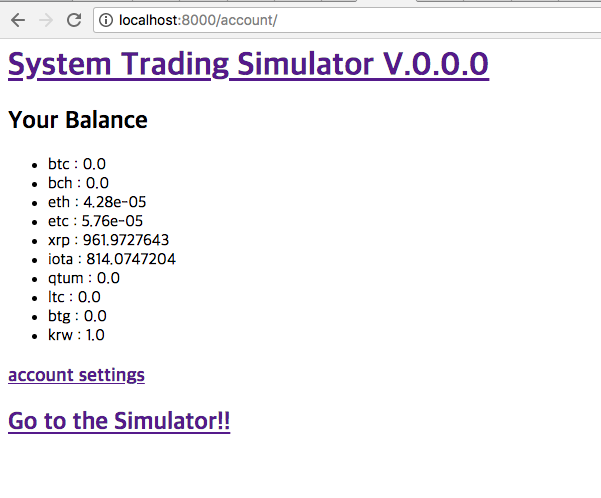 localhost:8000/account/
System Trading Simulator V.0.0.0
Your Balance
btc : 0.0
bch : 0.0
eth : 4.28e-05
etc : 5.76e-05
xrp : 961.9727643
iota : 814.0747204
qtum : 0.0
ltc : 0.0
btg : 0.0
krw : 1.0
account settings
Go to the Simulator!!